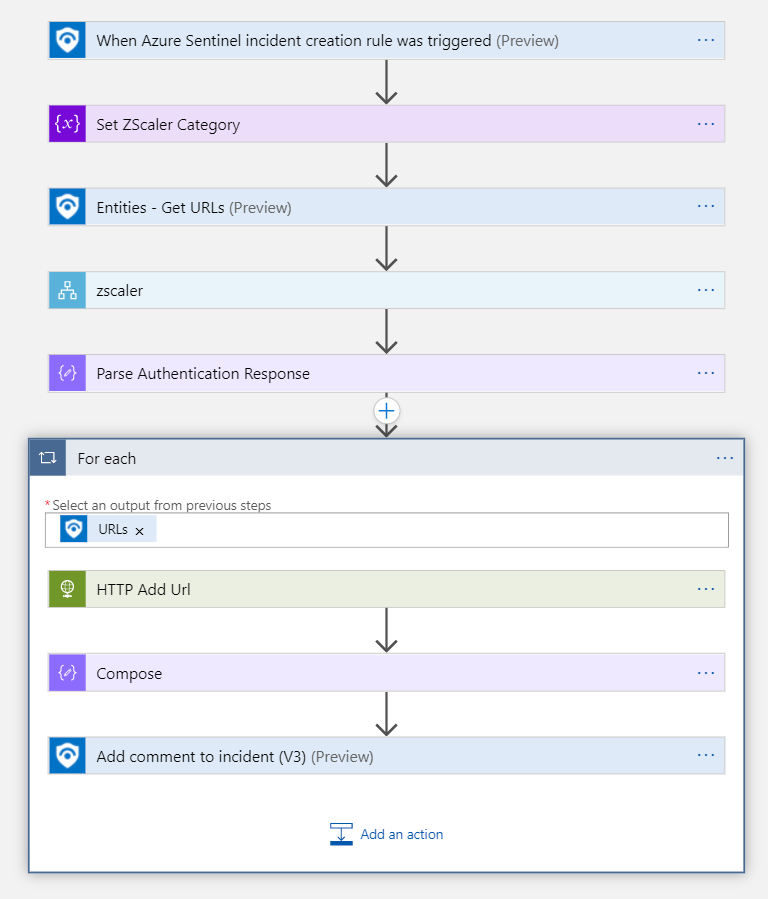 When Azure Sentinel incident creation rule was triggered (Preview)
{x} Set ZScaler Category
Entities - Get URLs (Preview)
zscaler
Parse Authentication Response
For each
*Select an output from previous steps
URLs ×
HTTP Add Url
Compose
Add comment to incident (V3) (Preview)
Add an action